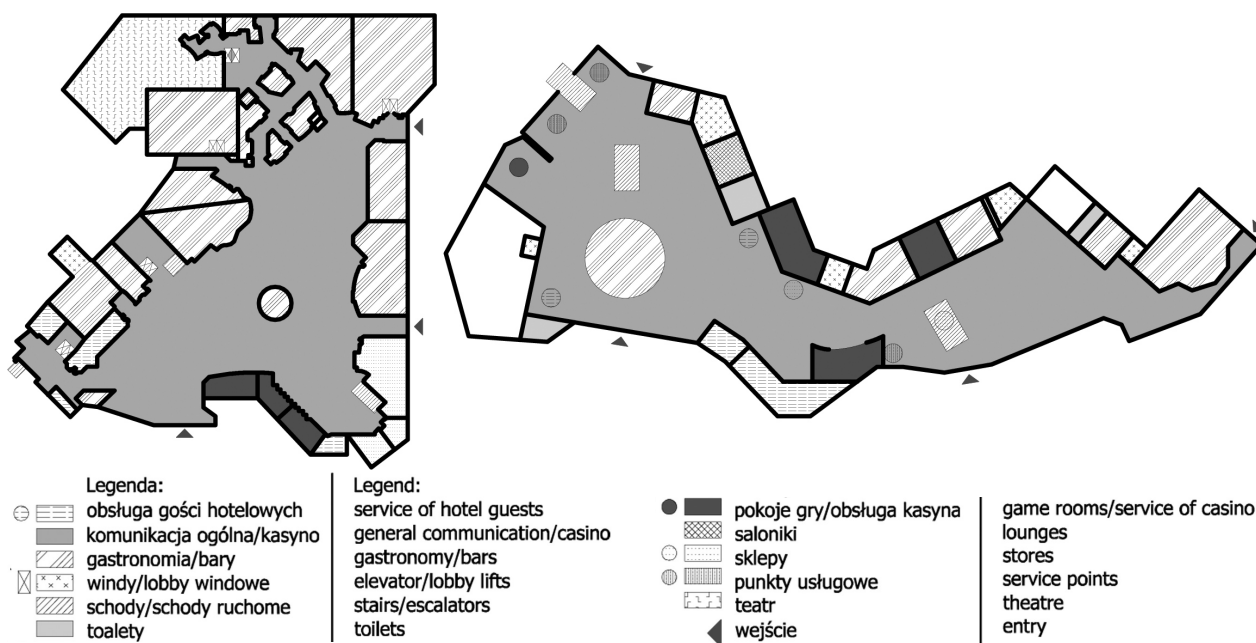 Legenda:
obsługa gości hotelowych
komunikacja ogólna/kasyno
gastronomia/bary
windy/lobby windowe
schody/schody ruchome
toalety
Legend:
service of hotel guests
general communication/casino
gastronomy/bars
elevator/lobby lifts
stairs/escalators
toilets
pokoje gry/obsługa kasyna
saloniki
sklepy
punkty usługowe
teatr
wejście
game rooms/service of casino
lounges
stores
service points
theatre
entry